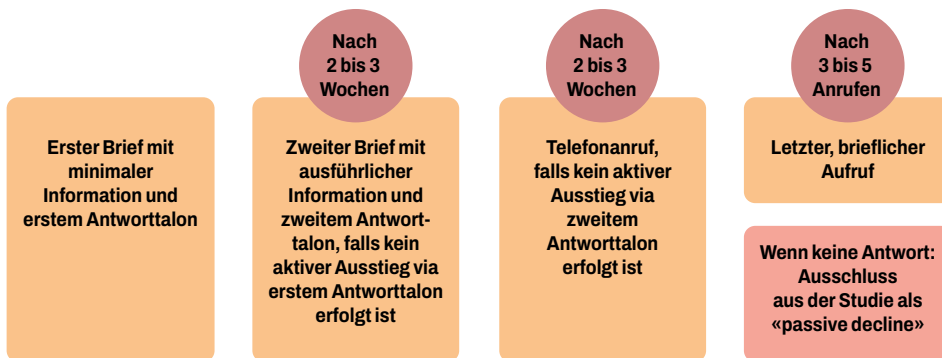 Erster Brief mit
minimaler
Information und
erstem Antworttalon
Nach
2 bis 3
Wochen
Zweiter Brief mit
ausführlicher
Information und
zweitem Antwort-
talon, falls kein
aktiver Ausstieg via
erstem Antworttalon
erfolgt ist
Nach
2 bis 3
Wochen
Telefonanruf,
falls kein aktiver
Ausstieg via
zweitem
Antworttalon
erfolgt ist
Nach
3 bis 5
Anrufen
Letzter, brieflicher
Aufruf
Wenn keine Antwort:
Ausschluss
aus der Studie als
«passive decline»